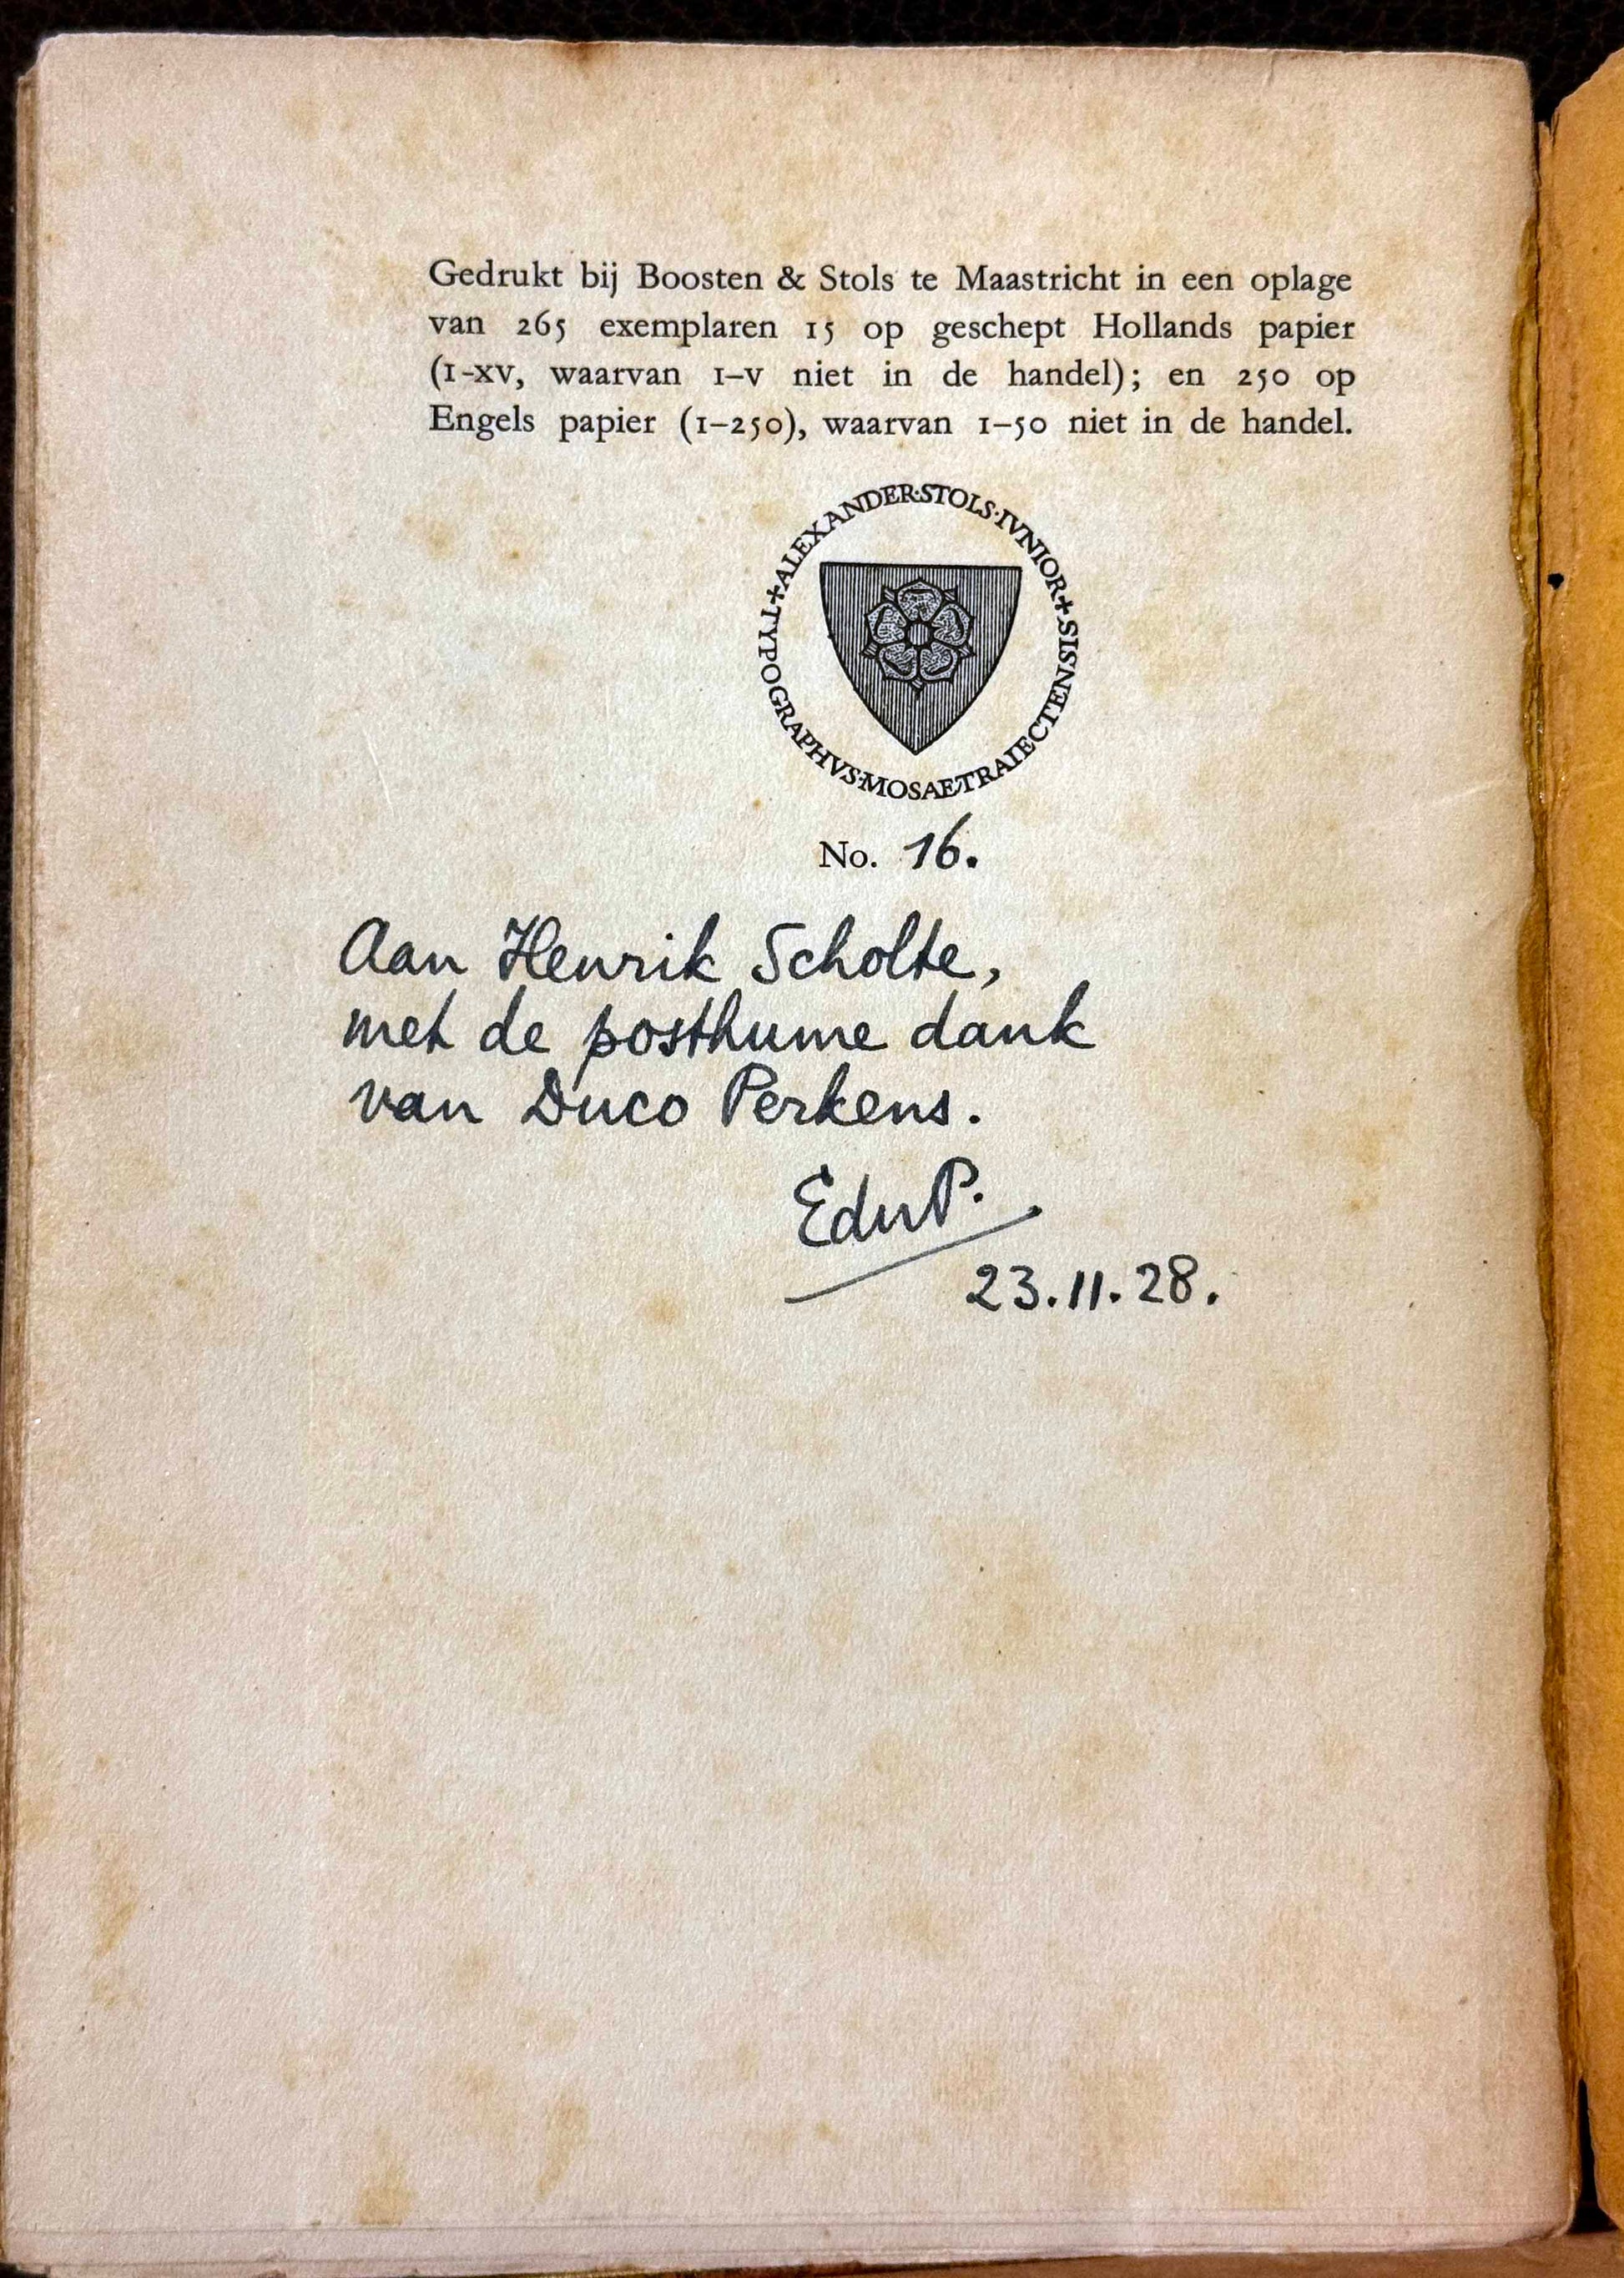 Gedrukt bij Boosten & Stols te Maastricht in een oplage
van 265 exemplaren 15 op geschept Hollands papier
(I-XV, waarvan I–V niet in de handel); en 250 op
Engels papier (1–250), waarvan 1–50 niet in de handel.
+ALEXANDER·STOLS·IVNIOR+
TYPOGRAPHVS·MOSAETRAIECTENSIS
No. 16.
Aan Henrik Scholte,
met de posthume dank
van Duco Perkens.
EduP.
23.11.28.